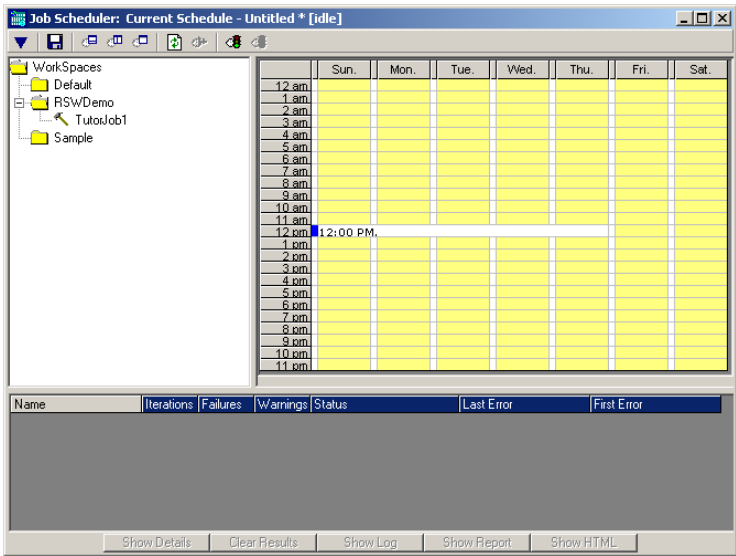 Job Scheduler: Current Schedule - Untitled * [idle]
WorkSpaces
Default
RSWDemo
TutorJob1
Sample
Sun. Mon. Tue. Wed. Thu. Fri. Sat.
12 am
1 am
2 am
3 am
4 am
5 am
6 am
7 am
8 am
9 am
10 am
11 am
12 pm 12:00 PM.
1 pm
2 pm
3 pm
4 pm
5 pm
6 pm
7 pm
8 pm
9 pm
10 pm
11 pm
Name Iterations Failures Warnings Status Last Error First Error
Show Details Clear Results Show Log Show Report Show HTML